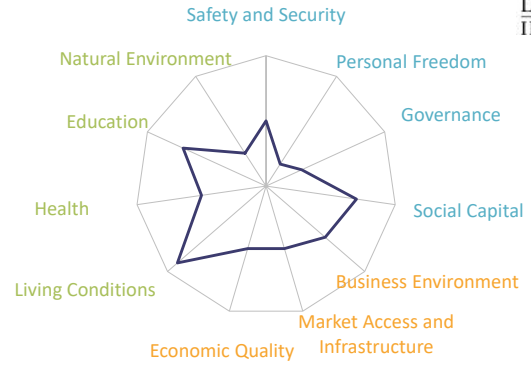 Safety and Security
Natural Environment
Personal Freedom
Education
Governance
Health
Social Capital
Living Conditions
Business Environment
Economic Quality
Market Access and
Infrastructure